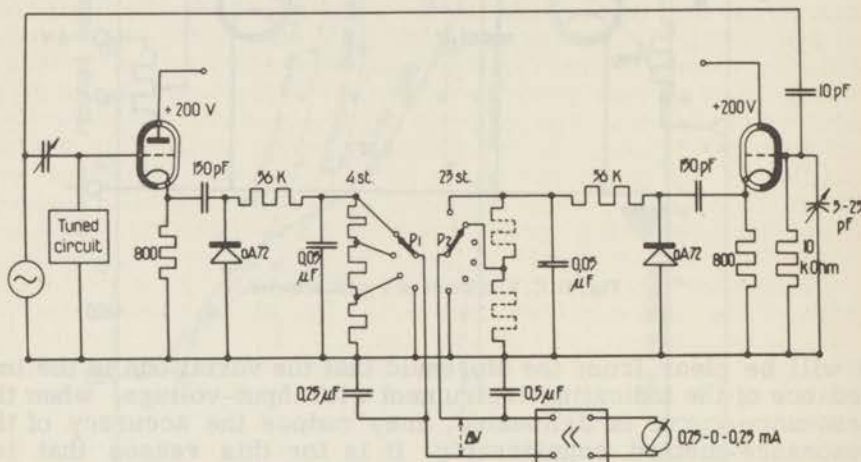 10 pF
+200 V
+200 V
150 pF
56 K
4 st.
23 st.
56 K
150 pF
5-25
pF
Tuned
circuit
P1
P2
800
OA72
0,05
µF
0,05
µF
OA72
800
10
kOhm
0,25 µF
0,5 µF
ΔV
0,25-0-0,25 mA